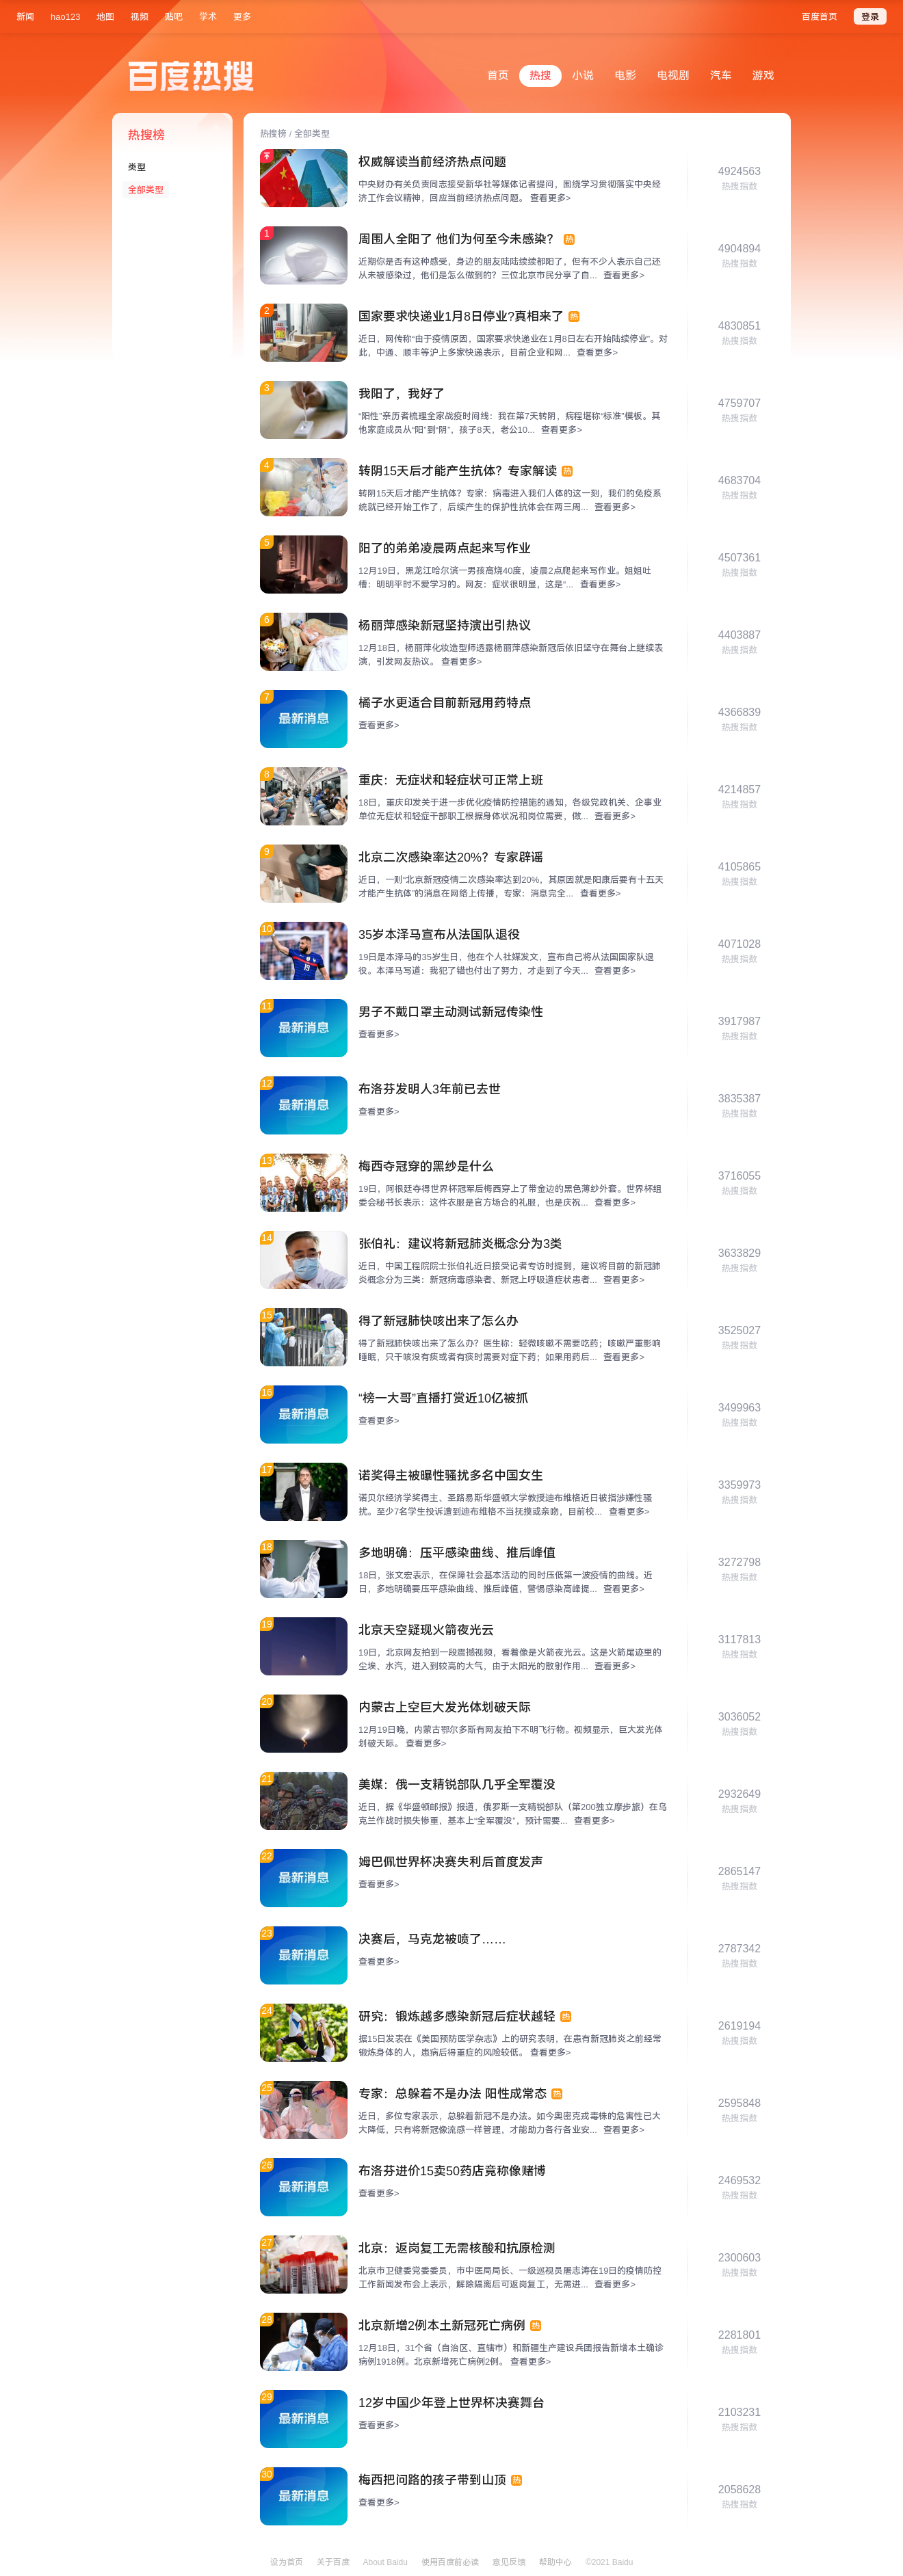 新闻 hao123 地图 视频 贴吧 学术 更多
百度首页 登录
百度热搜
首页 热搜 小说 电影 电视剧 汽车 游戏
热搜榜
类型
全部类型
热搜榜 / 全部类型
权威解读当前经济热点问题
中央财办有关负责同志接受新华社等媒体记者提问，围绕学习贯彻落实中央经
济工作会议精神，回应当前经济热点问题。 查看更多>
4924563
热搜指数
1
周围人全阳了 他们为何至今未感染？ 热
近期你是否有这种感受，身边的朋友陆陆续续都阳了，但有不少人表示自己还
从未被感染过，他们是怎么做到的？三位北京市民分享了自... 查看更多>
4904894
热搜指数
2
国家要求快递业1月8日停业?真相来了 热
近日，网传称“由于疫情原因，国家要求快递业在1月8日左右开始陆续停业”。对
此，中通、顺丰等沪上多家快递表示，目前企业和网... 查看更多>
4830851
热搜指数
3
我阳了，我好了
“阳性”亲历者梳理全家战疫时间线：我在第7天转阴，病程堪称“标准”模板。其
他家庭成员从“阳”到“阴”，孩子8天，老公10... 查看更多>
4759707
热搜指数
4
转阴15天后才能产生抗体？专家解读 热
转阴15天后才能产生抗体？专家：病毒进入我们人体的这一刻，我们的免疫系
统就已经开始工作了，后续产生的保护性抗体会在两三周... 查看更多>
4683704
热搜指数
5
阳了的弟弟凌晨两点起来写作业
12月19日，黑龙江哈尔滨一男孩高烧40度，凌晨2点爬起来写作业。姐姐吐
槽：明明平时不爱学习的。网友：症状很明显，这是“... 查看更多>
4507361
热搜指数
6
杨丽萍感染新冠坚持演出引热议
12月18日，杨丽萍化妆造型师透露杨丽萍感染新冠后依旧坚守在舞台上继续表
演，引发网友热议。 查看更多>
4403887
热搜指数
7
最新消息
橘子水更适合目前新冠用药特点
查看更多>
4366839
热搜指数
8
重庆：无症状和轻症状可正常上班
18日，重庆印发关于进一步优化疫情防控措施的通知，各级党政机关、企事业
单位无症状和轻症干部职工根据身体状况和岗位需要，做... 查看更多>
4214857
热搜指数
9
北京二次感染率达20%？专家辟谣
近日，一则“北京新冠疫情二次感染率达到20%，其原因就是阳康后要有十五天
才能产生抗体”的消息在网络上传播，专家：消息完全... 查看更多>
4105865
热搜指数
10
35岁本泽马宣布从法国队退役
19日是本泽马的35岁生日，他在个人社媒发文，宣布自己将从法国国家队退
役。本泽马写道：我犯了错也付出了努力，才走到了今天... 查看更多>
4071028
热搜指数
11
最新消息
男子不戴口罩主动测试新冠传染性
查看更多>
3917987
热搜指数
12
最新消息
布洛芬发明人3年前已去世
查看更多>
3835387
热搜指数
13
梅西夺冠穿的黑纱是什么
19日，阿根廷夺得世界杯冠军后梅西穿上了带金边的黑色薄纱外套。世界杯组
委会秘书长表示：这件衣服是官方场合的礼服，也是庆祝... 查看更多>
3716055
热搜指数
14
张伯礼：建议将新冠肺炎概念分为3类
近日，中国工程院院士张伯礼近日接受记者专访时提到，建议将目前的新冠肺
炎概念分为三类：新冠病毒感染者、新冠上呼吸道症状患者... 查看更多>
3633829
热搜指数
15
得了新冠肺快咳出来了怎么办
得了新冠肺快咳出来了怎么办？医生称：轻微咳嗽不需要吃药；咳嗽严重影响
睡眠，只干咳没有痰或者有痰时需要对症下药；如果用药后... 查看更多>
3525027
热搜指数
16
最新消息
“榜一大哥”直播打赏近10亿被抓
查看更多>
3499963
热搜指数
17
诺奖得主被曝性骚扰多名中国女生
诺贝尔经济学奖得主、圣路易斯华盛顿大学教授迪布维格近日被指涉嫌性骚
扰。至少7名学生投诉遭到迪布维格不当抚摸或亲吻，目前校... 查看更多>
3359973
热搜指数
18
多地明确：压平感染曲线、推后峰值
18日，张文宏表示，在保障社会基本活动的同时压低第一波疫情的曲线。近
日，多地明确要压平感染曲线、推后峰值，警惕感染高峰提... 查看更多>
3272798
热搜指数
19
北京天空疑现火箭夜光云
19日，北京网友拍到一段震撼视频，看着像是火箭夜光云。这是火箭尾迹里的
尘埃、水汽，进入到较高的大气，由于太阳光的散射作用... 查看更多>
3117813
热搜指数
20
内蒙古上空巨大发光体划破天际
12月19日晚，内蒙古鄂尔多斯有网友拍下不明飞行物。视频显示，巨大发光体
划破天际。 查看更多>
3036052
热搜指数
21
美媒：俄一支精锐部队几乎全军覆没
近日，据《华盛顿邮报》报道，俄罗斯一支精锐部队（第200独立摩步旅）在乌
克兰作战时损失惨重，基本上“全军覆没”，预计需要... 查看更多>
2932649
热搜指数
22
最新消息
姆巴佩世界杯决赛失利后首度发声
查看更多>
2865147
热搜指数
23
最新消息
决赛后，马克龙被喷了……
查看更多>
2787342
热搜指数
24
研究：锻炼越多感染新冠后症状越轻 热
据15日发表在《美国预防医学杂志》上的研究表明，在患有新冠肺炎之前经常
锻炼身体的人，患病后得重症的风险较低。 查看更多>
2619194
热搜指数
25
专家：总躲着不是办法 阳性成常态 热
近日，多位专家表示，总躲着新冠不是办法。如今奥密克戎毒株的危害性已大
大降低，只有将新冠像流感一样管理，才能助力各行各业安... 查看更多>
2595848
热搜指数
26
最新消息
布洛芬进价15卖50药店竟称像赌博
查看更多>
2469532
热搜指数
27
北京：返岗复工无需核酸和抗原检测
北京市卫健委党委委员，市中医局局长、一级巡视员屠志涛在19日的疫情防控
工作新闻发布会上表示，解除隔离后可返岗复工，无需进... 查看更多>
2300603
热搜指数
28
北京新增2例本土新冠死亡病例 热
12月18日，31个省（自治区、直辖市）和新疆生产建设兵团报告新增本土确诊
病例1918例。北京新增死亡病例2例。 查看更多>
2281801
热搜指数
29
最新消息
12岁中国少年登上世界杯决赛舞台
查看更多>
2103231
热搜指数
30
最新消息
梅西把问路的孩子带到山顶 热
查看更多>
2058628
热搜指数
设为首页 关于百度 About Baidu 使用百度前必读 意见反馈 帮助中心 ©2021 Baidu